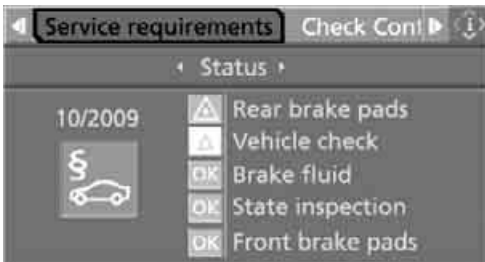 Service requirements Check Cont
Status
10/2009
Rear brake pads
Vehicle check
OK Brake fluid
§ OK State inspection
OK Front brake pads